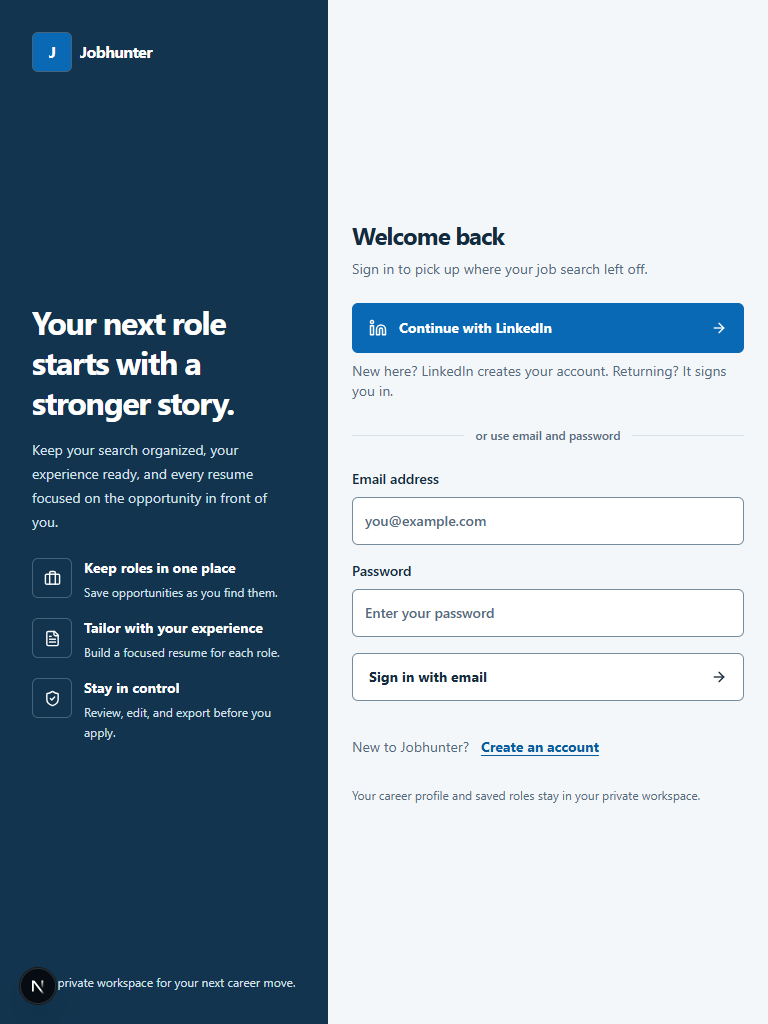 J Jobhunter
Your next role
starts with a
stronger story.
Keep your search organized, your
experience ready, and every resume
focused on the opportunity in front of
you.
Keep roles in one place
Save opportunities as you find them.
Tailor with your experience
Build a focused resume for each role.
Stay in control
Review, edit, and export before you
apply.
N private workspace for your next career move.
Welcome back
Sign in to pick up where your job search left off.
in Continue with LinkedIn
New here? LinkedIn creates your account. Returning? It signs
you in.
or use email and password
Email address
you@example.com
Password
Enter your password
Sign in with email
New to Jobhunter? Create an account
Your career profile and saved roles stay in your private workspace.